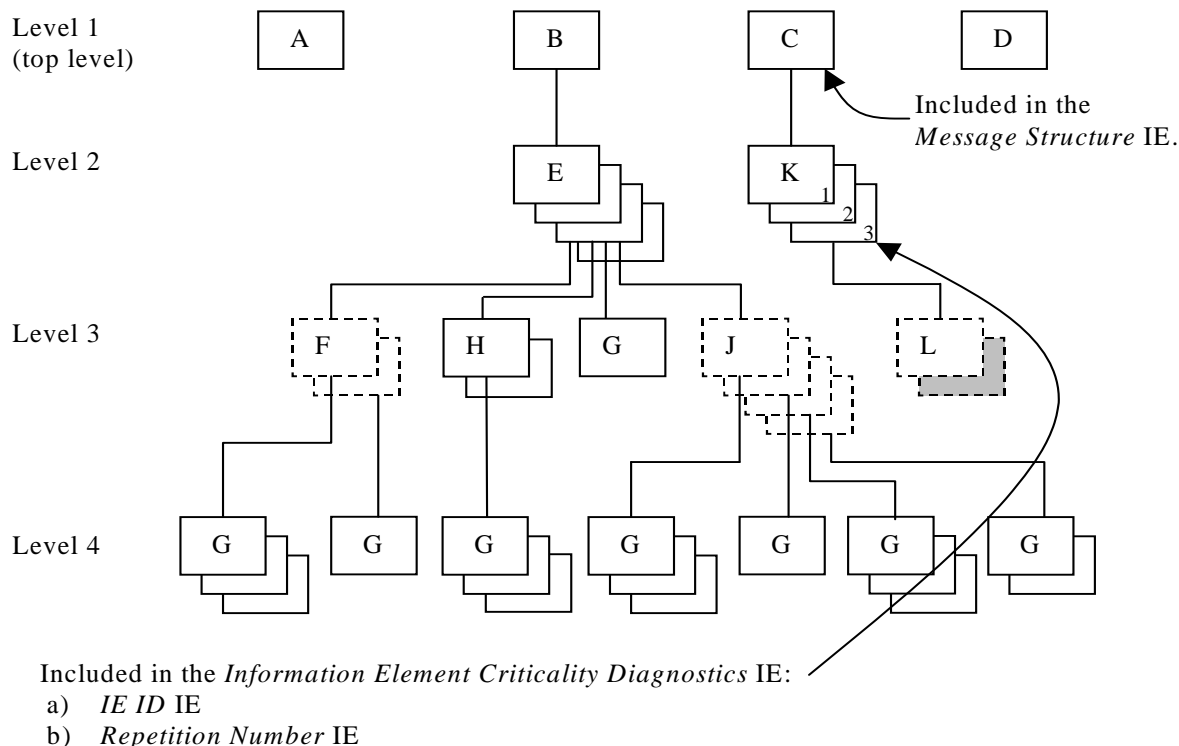 Level 1
(top level)
A
B
C
D
Included in the
Message Structure IE.
Level 2
E
K
1
2
3
Level 3
F
H
G
J
L
Level 4
G
G
G
G
G
G
G
Included in the Information Element Criticality Diagnostics IE:
a) IE ID IE
b) Repetition Number IE